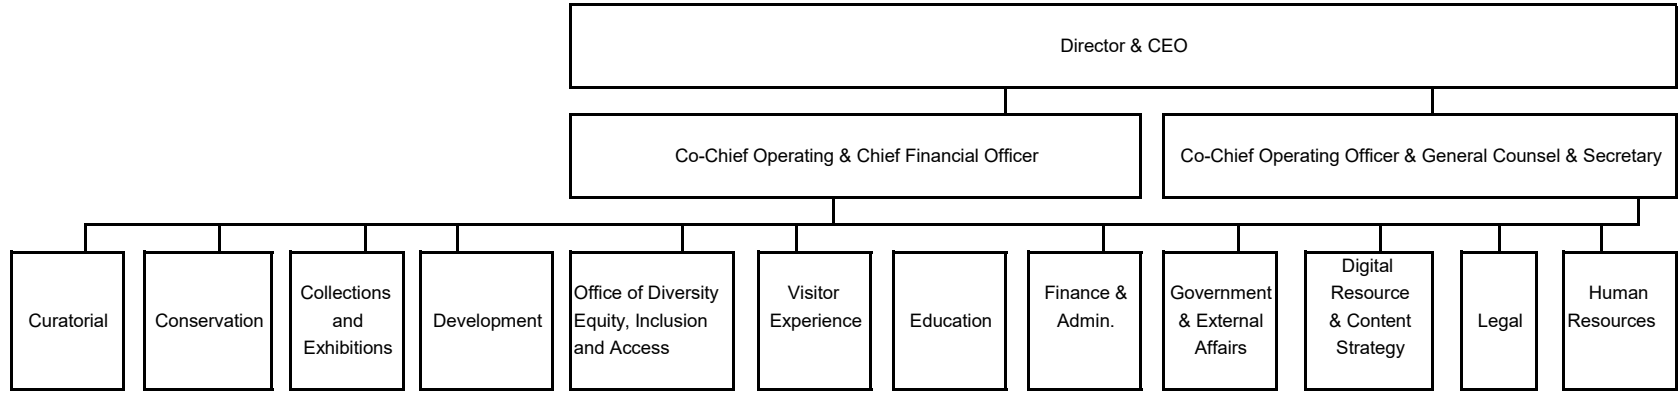 Director & CEO
Co-Chief Operating & Chief Financial Officer
Co-Chief Operating Officer & General Counsel & Secretary
Curatorial
Conservation
Collections
and
Exhibitions
Development
Office of Diversity
Equity, Inclusion
and Access
Visitor
Experience
Education
Finance &
Admin.
Government
& External
Affairs
Digital
Resource
& Content
Strategy
Legal
Human
Resources